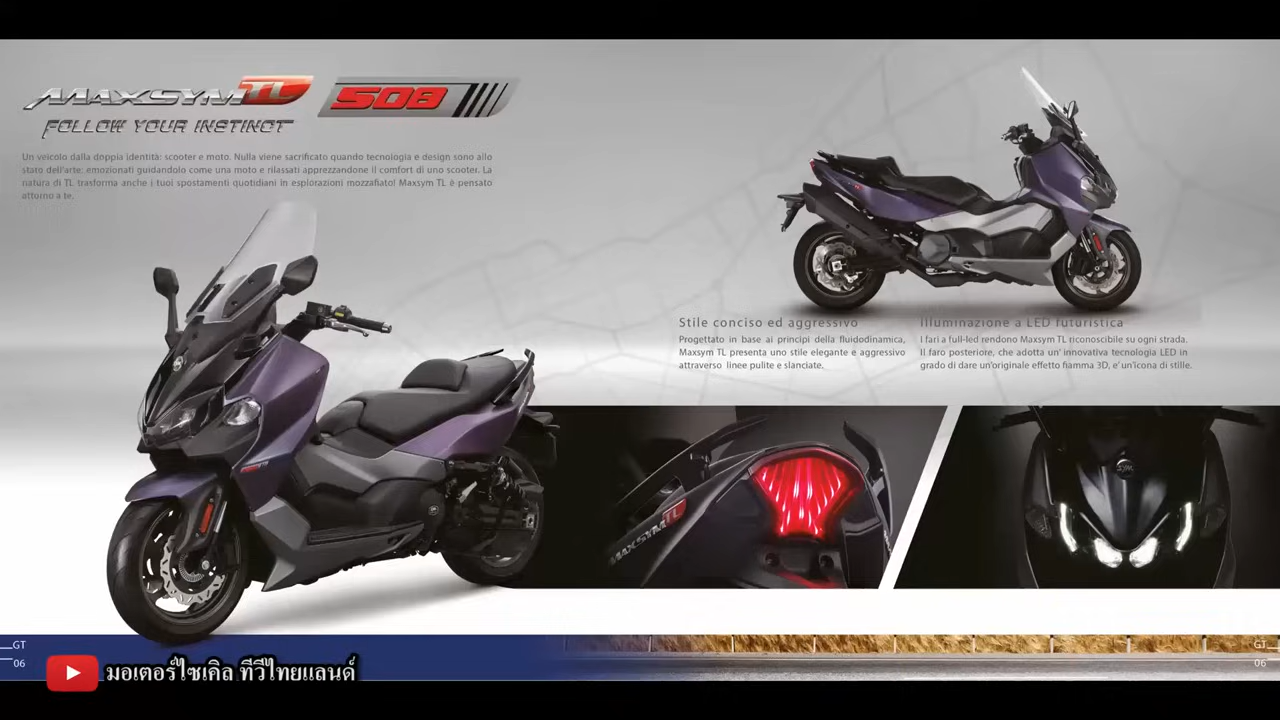 MAXSYM TL 508
FOLLOW YOUR INSTINCT
Un veicolo dalla doppia identità: scooter e moto. Nulla viene sacrificato quando tecnologia e design sono allo
stato dell'arte: emozionati guidandolo come una moto e rilassati apprezzandone il comfort di uno scooter. La
natura di TL trasforma anche i tuoi spostamenti quotidiani in esplorazioni mozzafiato! Maxsym TL è pensato
attorno a te.
Stile conciso ed aggressivo
Progettato in base ai principi della fluidodinamica,
Maxsym TL presenta uno stile elegante e aggressivo
attraverso linee pulite e slanciate.
Illuminazione a LED futuristica
I fari a full-led rendono Maxsym TL riconoscibile su ogni strada.
Il faro posteriore, che adotta un' innovativa tecnologia LED in
grado di dare un'originale effetto fiamma 3D, e' un'icona di stille.
MAXSYM TL
SYM
GT
06
มอเตอร์ไซเคิล ทีวีไทยแลนด์
GT
06